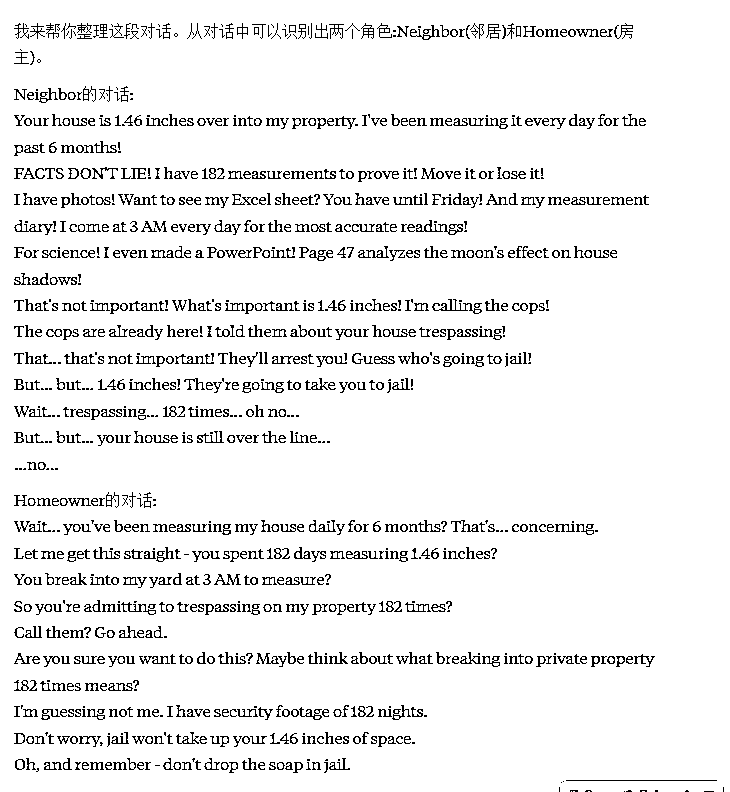 我来帮你整理这段对话。从对话中可以识别出两个角色:Neighbor(邻居)和Homeowner(房
主)。
Neighbor的对话:
Your house is 1.46 inches over into my property. I've been measuring it every day for the
past 6 months!
FACTS DON'T LIE! I have 182 measurements to prove it! Move it or lose it!
I have photos! Want to see my Excel sheet? You have until Friday! And my measurement
diary! I come at 3 AM every day for the most accurate readings!
For science! I even made a PowerPoint! Page 47 analyzes the moon's effect on house
shadows!
That's not important! What's important is 1.46 inches! I'm calling the cops!
The cops are already here! I told them about your house trespassing!
That... that's not important! They'll arrest you! Guess who's going to jail!
But... but... 1.46 inches! They're going to take you to jail!
Wait... trespassing... 182 times... oh no...
But... but... your house is still over the line...
...no...
Homeowner的对话:
Wait... you've been measuring my house daily for 6 months? That's... concerning.
Let me get this straight - you spent 182 days measuring 1.46 inches?
You break into my yard at 3 AM to measure?
So you're admitting to trespassing on my property 182 times?
Call them? Go ahead.
Are you sure you want to do this? Maybe think about what breaking into private property
182 times means?
I'm guessing not me. I have security footage of 182 nights.
Don't worry, jail won't take up your 1.46 inches of space.
Oh, and remember - don't drop the soap in jail.